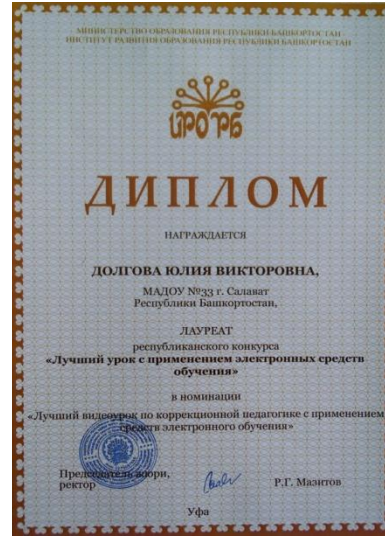 МИНИСТЕРСТВО ОБРАЗОВАНИЯ РЕСПУБЛИКИ БАШКОРТОСТАН
ИНСТИТУТ РАЗВИТИЯ ОБРАЗОВАНИЯ РЕСПУБЛИКИ БАШКОРТОСТАН
ИРО РБ
ДИПЛОМ
НАГРАЖДАЕТСЯ
ДОЛГОВА ЮЛИЯ ВИКТОРОВНА,
МАДОУ №33 г. Салават
Республики Башкортостан,
ЛАУРЕАТ
республиканского конкурса
«Лучший урок с применением электронных средств
обучения»
в номинации
«Лучший видеоурок по коррекционной педагогике с применением
средств электронного обучения»
Председатель жюри,
ректор
Р.Г. Мазитов
Уфа